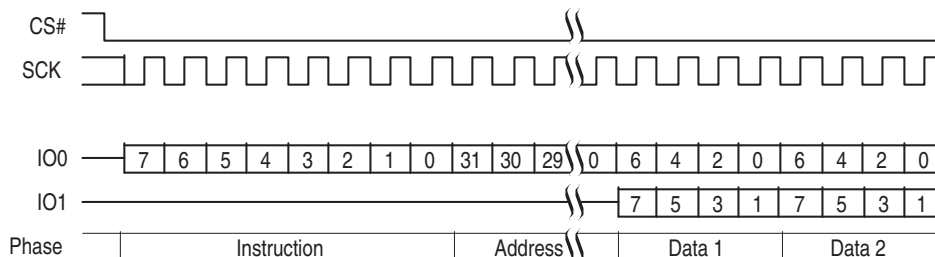 CS#
SCK
IO0 7 6 5 4 3 2 1 0 31 30 29 0 6 4 2 0 6 4 2 0
IO1 7 5 3 1 7 5 3 1
Phase Instruction Address Data 1 Data 2